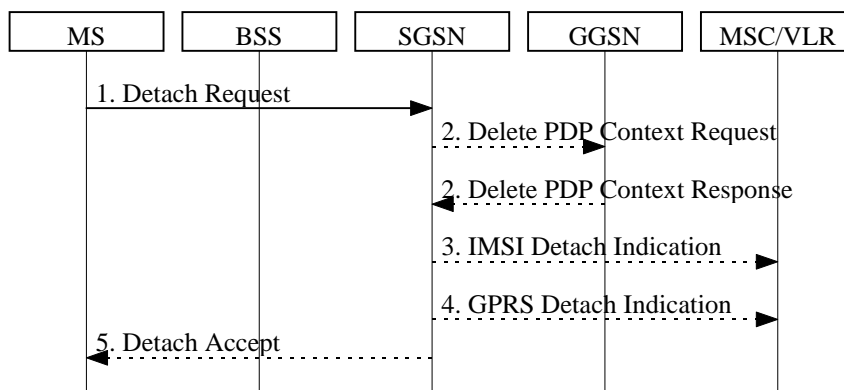 MS BSS SGSN GGSN MSC/VLR
1. Detach Request
2. Delete PDP Context Request
2. Delete PDP Context Response
3. IMSI Detach Indication
4. GPRS Detach Indication
5. Detach Accept